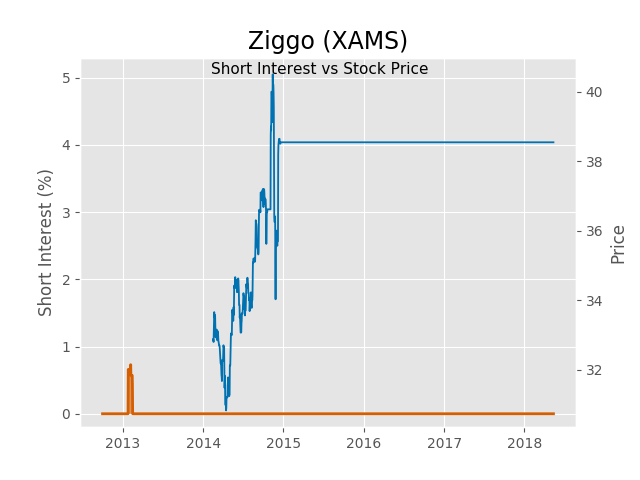 Ziggo (XAMS)
Short Interest vs Stock Price
5
4
3
2
1
0
Short Interest (%)
40
38
36
34
32
Price
2013 2014 2015 2016 2017 2018